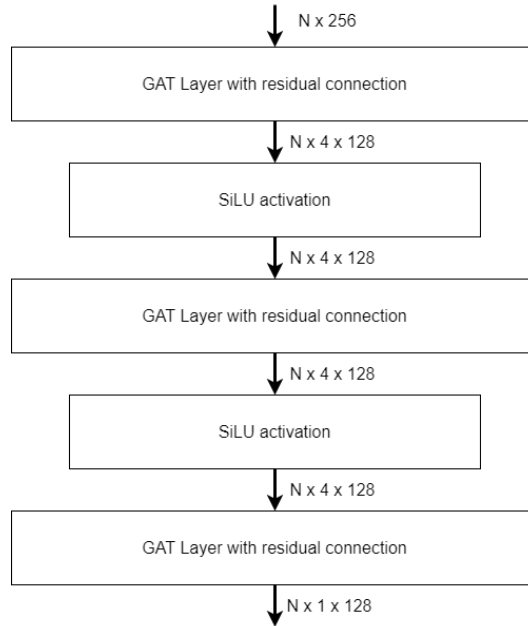 N x 256
GAT Layer with residual connection
N x 4 x 128
SiLU activation
N x 4 x 128
GAT Layer with residual connection
N x 4 x 128
SiLU activation
N x 4 x 128
GAT Layer with residual connection
N x 1 x 128